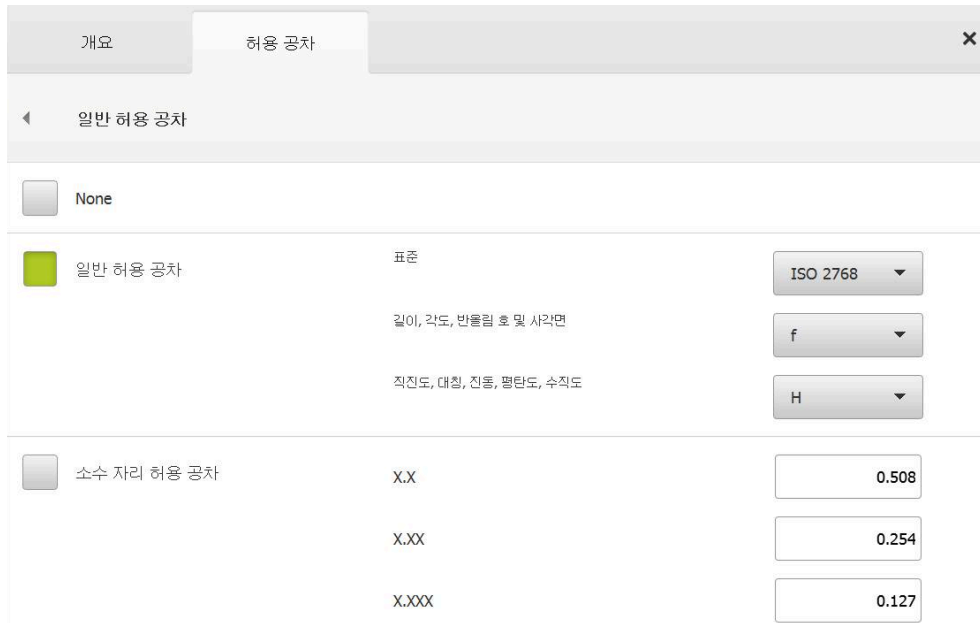 개요 허용 공차
일반 허용 공차
None
일반 허용 공차 표준 ISO 2768
길이, 각도, 반올림 호 및 사각면 f
직진도, 대칭, 진동, 평탄도, 수직도 H
소수 자리 허용 공차 X.X 0.508
X.XX 0.254
X.XXX 0.127